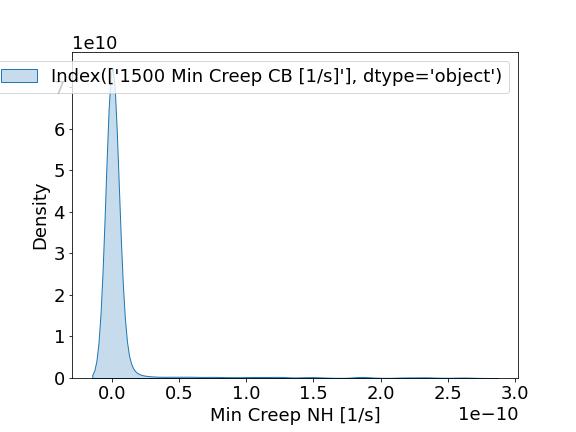 1e10
Index(['1500 Min Creep CB [1/s]'], dtype='object')
7
6
5
4
3
2
1
0
Density
0.0 0.5 1.0 1.5 2.0 2.5 3.0
Min Creep NH [1/s]
1e−10